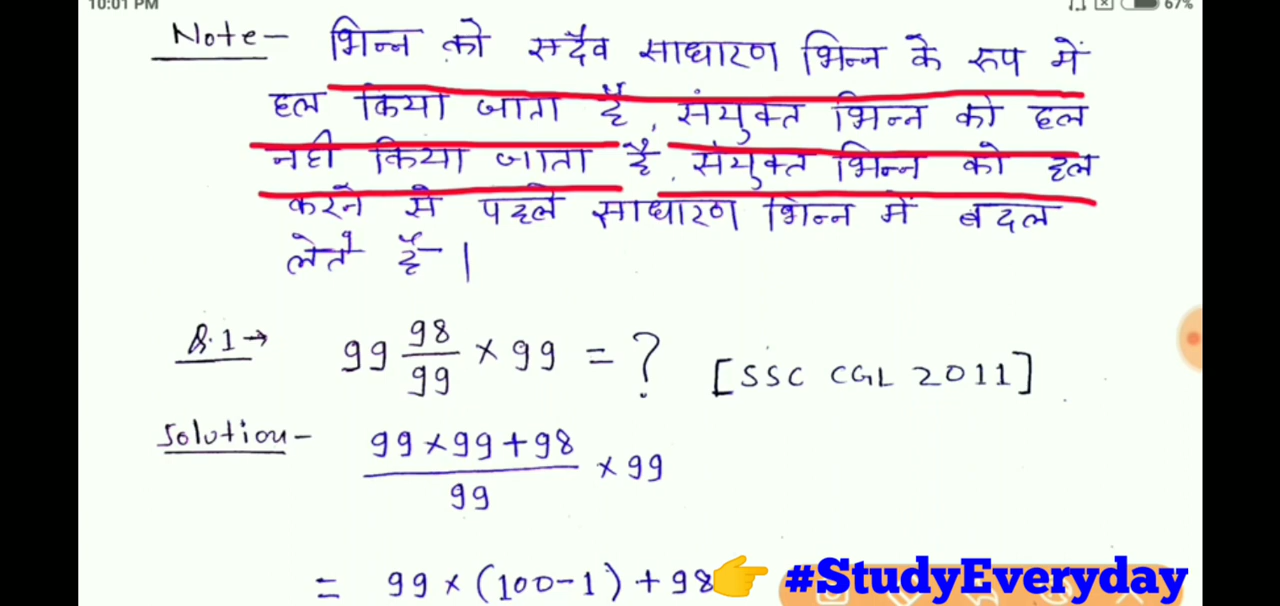 10:01 PM 67%
Note- भिन्न को सदैव साधारण भिन्न के रूप में
हल किया जाता है, संयुक्त भिन्न को हल
नही किया जाता है, संयुक्त भिन्न को हल
करने से पहले साधारण भिन्न में बदल
लेते हैं।
Q.1→ 99 98/99 × 99 = ? [SSC CGL 2011]
Solution- 99×99+98/99 × 99
= 99×(100-1)+98 #StudyEveryday